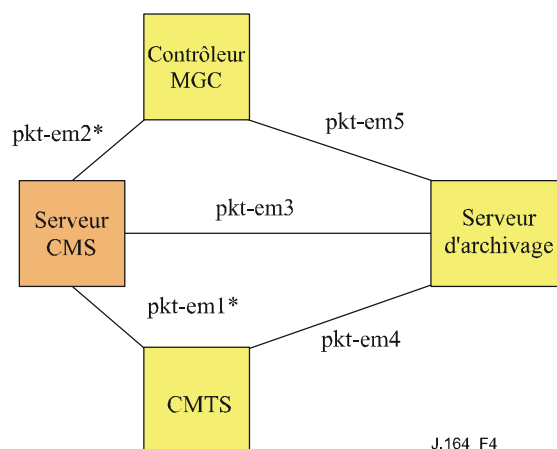 Contrôleur
MGC
pkt-em2*
pkt-em5
Serveur
CMS
pkt-em3
Serveur
d'archivage
pkt-em1*
pkt-em4
CMTS
J.164_F4